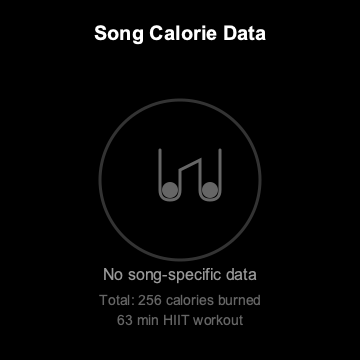 Song Calorie Data
No song-specific data
Total: 256 calories burned
63 min HIIT workout